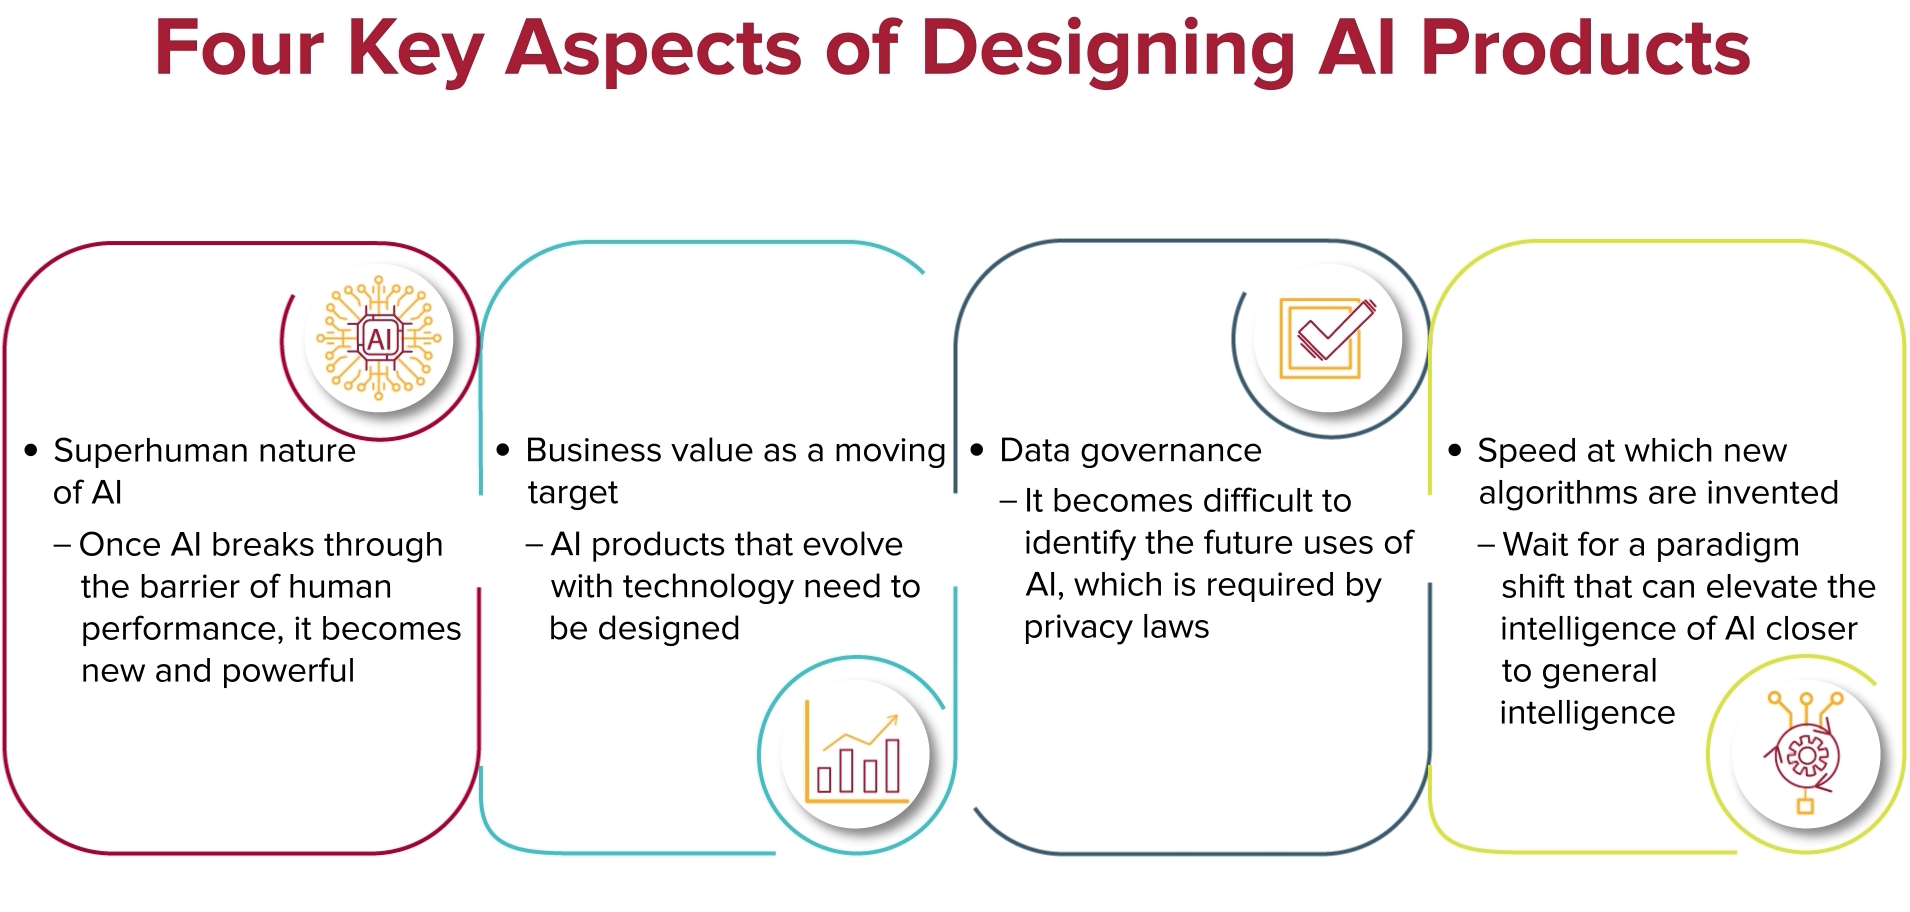 Four Key Aspects of Designing AI Products
AI
• Superhuman nature
of AI
– Once AI breaks through
the barrier of human
performance, it becomes
new and powerful
• Business value as a moving
target
– AI products that evolve
with technology need to
be designed
• Data governance
– It becomes difficult to
identify the future uses of
AI, which is required by
privacy laws
• Speed at which new
algorithms are invented
– Wait for a paradigm
shift that can elevate the
intelligence of AI closer
to general
intelligence